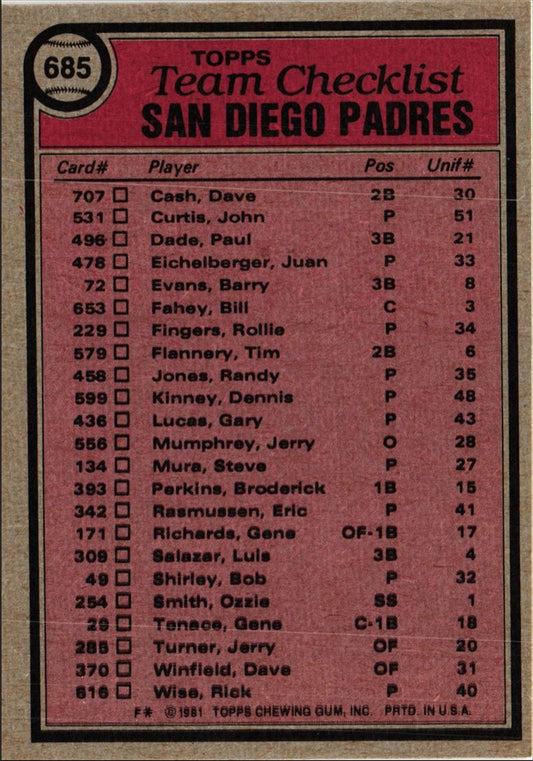 685
TOPPS
Team Checklist
SAN DIEGO PADRES
Card# Player Pos Unif#
707 Cash, Dave 2B 30
531 Curtis, John P 51
496 Dade, Paul 3B 21
478 Eichelberger, Juan P 33
72 Evans, Barry 3B 8
653 Fahey, Bill C 3
229 Fingers, Rollie P 34
579 Flannery, Tim 2B 6
458 Jones, Randy P 35
599 Kinney, Dennis P 48
436 Lucas, Gary P 43
556 Mumphrey, Jerry O 28
134 Mura, Steve P 27
393 Perkins, Broderick 1B 15
342 Rasmussen, Eric P 41
171 Richards, Gene OF-1B 17
309 Salazar, Luis 3B 4
49 Shirley, Bob P 32
254 Smith, Ozzie SS 1
29 Tenace, Gene C-1B 18
285 Turner, Jerry OF 20
370 Winfield, Dave OF 31
616 Wise, Rick P 40
F* ©1981 TOPPS CHEWING GUM, INC. PRTD. IN U.S.A.